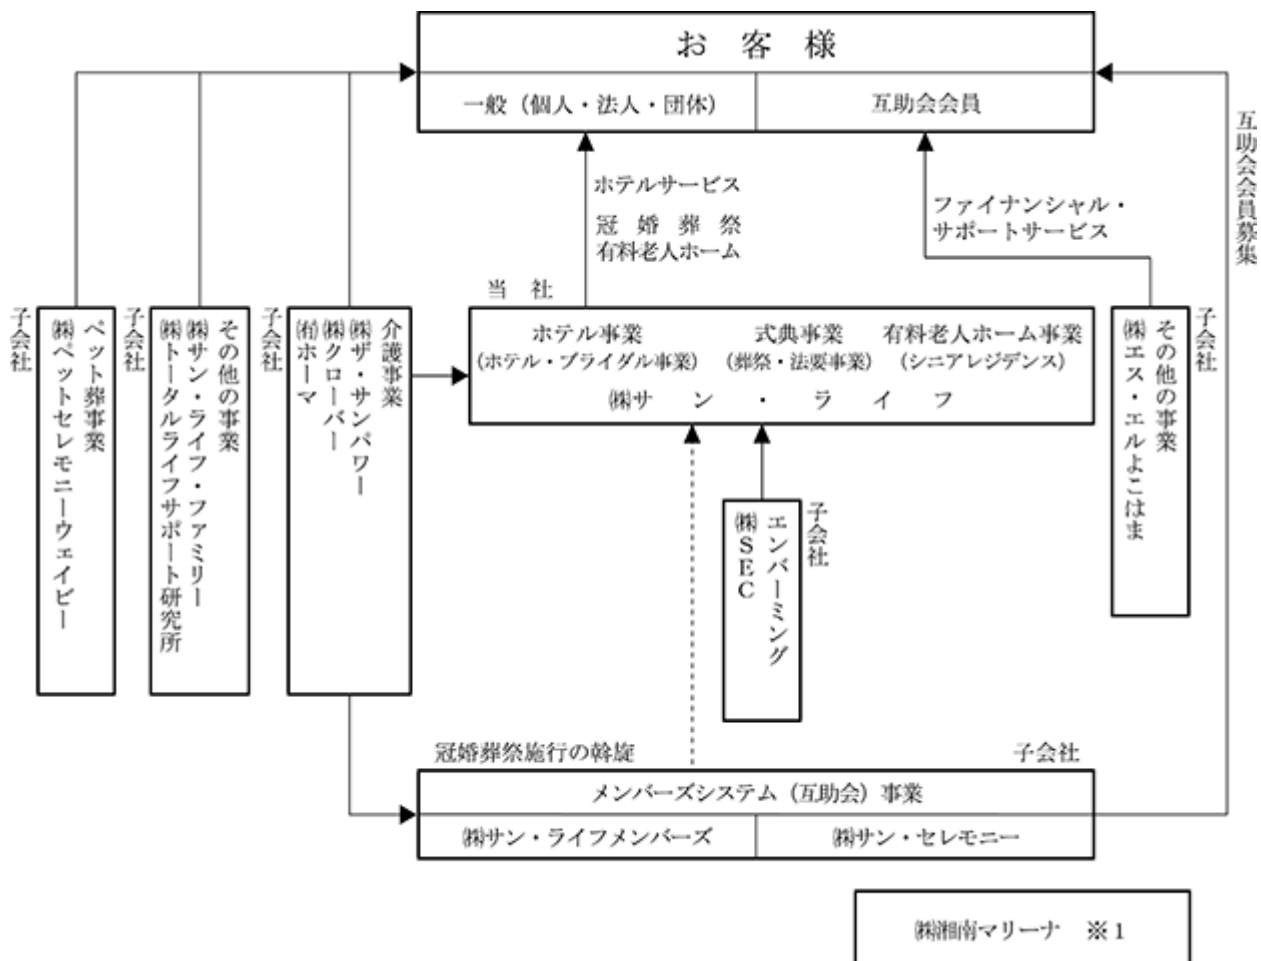 お客様
一般（個人・法人・団体）
互助会会員
ホテルサービス
冠婚葬祭
有料老人ホーム
ファイナンシャル・
サポートサービス
互助会会員募集
当社
ホテル事業
(ホテル・ブライダル事業)
式典事業
(葬祭・法要事業)
有料老人ホーム事業
(シニアレジデンス)
㈱サン・ライフ
子会社
ペット葬事業
㈱ペットセレモニーウェイビー
子会社
その他の事業
㈱サン・ライフ・ファミリー
㈱トータルライフサポート研究所
子会社
介護事業
㈱ザ・サンパワー
㈱クローバー
㈲ホーマ
子会社
その他の事業
㈱エス・エルよこはま
子会社
エンバーミング
㈱SEC
冠婚葬祭施行の斡旋
子会社
メンバーズシステム（互助会）事業
㈱サン・ライフメンバーズ
㈱サン・セレモニー
㈱湘南マリーナ　※1